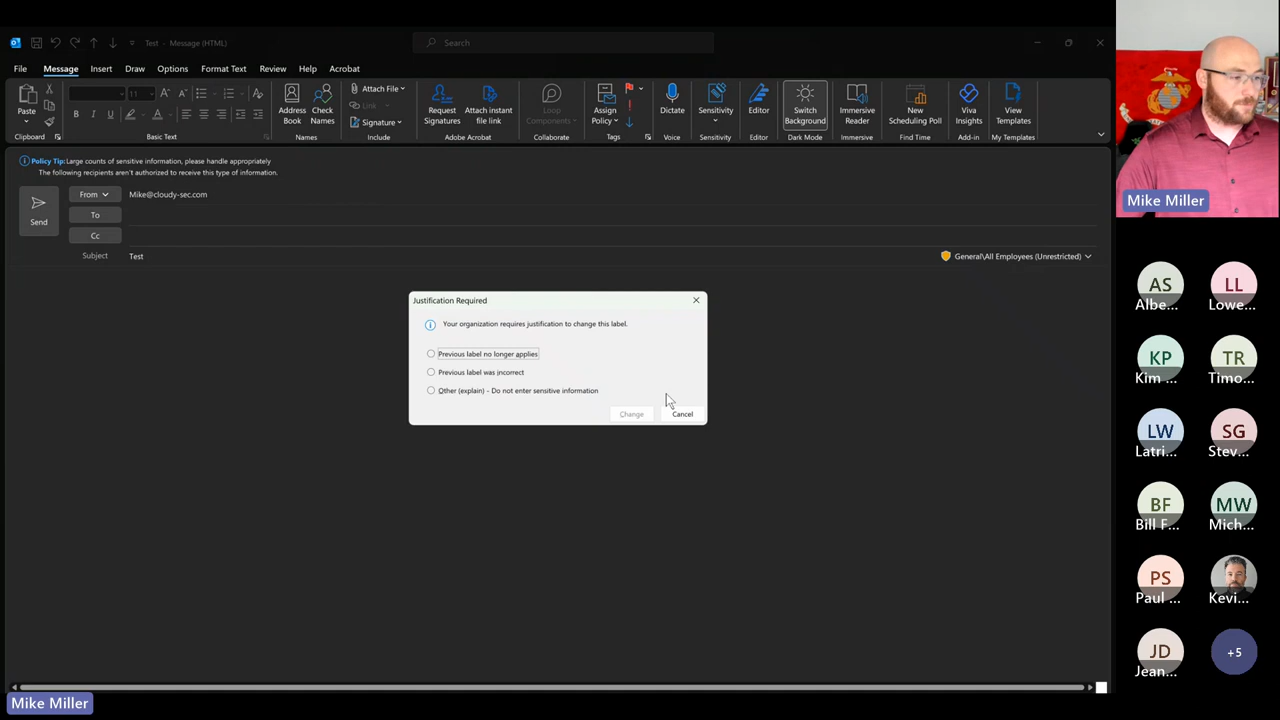 Test - Message (HTML)
Search
File Message Insert Draw Options Format Text Review Help Acrobat
Paste
11
B I U A
Address Book
Check Names
Attach File
Link
Signature
Request Signatures
Attach instant file link
Loop Components
Assign Policy
Dictate
Sensitivity
Editor
Switch Background
Immersive Reader
New Scheduling Poll
Viva Insights
View Templates
Clipboard Basic Text Names Include Adobe Acrobat Collaborate Tags Voice Sensitivity Editor Dark Mode Immersive Find Time Add-in My Templates
Policy Tip: Large counts of sensitive information, please handle appropriately
The following recipients aren't authorized to receive this type of information.
Send
From Mike@cloudy-sec.com
To
Cc
Subject Test
General\All Employees (Unrestricted)
Justification Required
Your organization requires justification to change this label.
Previous label no longer applies
Previous label was incorrect
Other (explain) - Do not enter sensitive information
Change Cancel
Mike Miller
AS LL
Albe... Lowe...
KP TR
Kim ... Timo...
LW SG
Latri... Stev...
BF MW
Bill F... Mich...
PS
Paul ... Kevi...
JD +5
Jean...
Mike Miller